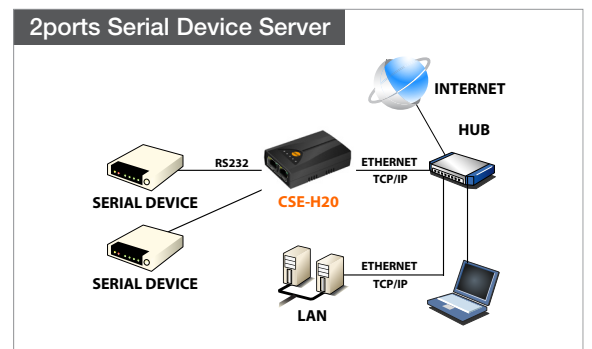 2ports Serial Device Server
INTERNET
HUB
RS232
ETHERNET
TCP/IP
SERIAL DEVICE
CSE-H20
SERIAL DEVICE
ETHERNET
TCP/IP
LAN